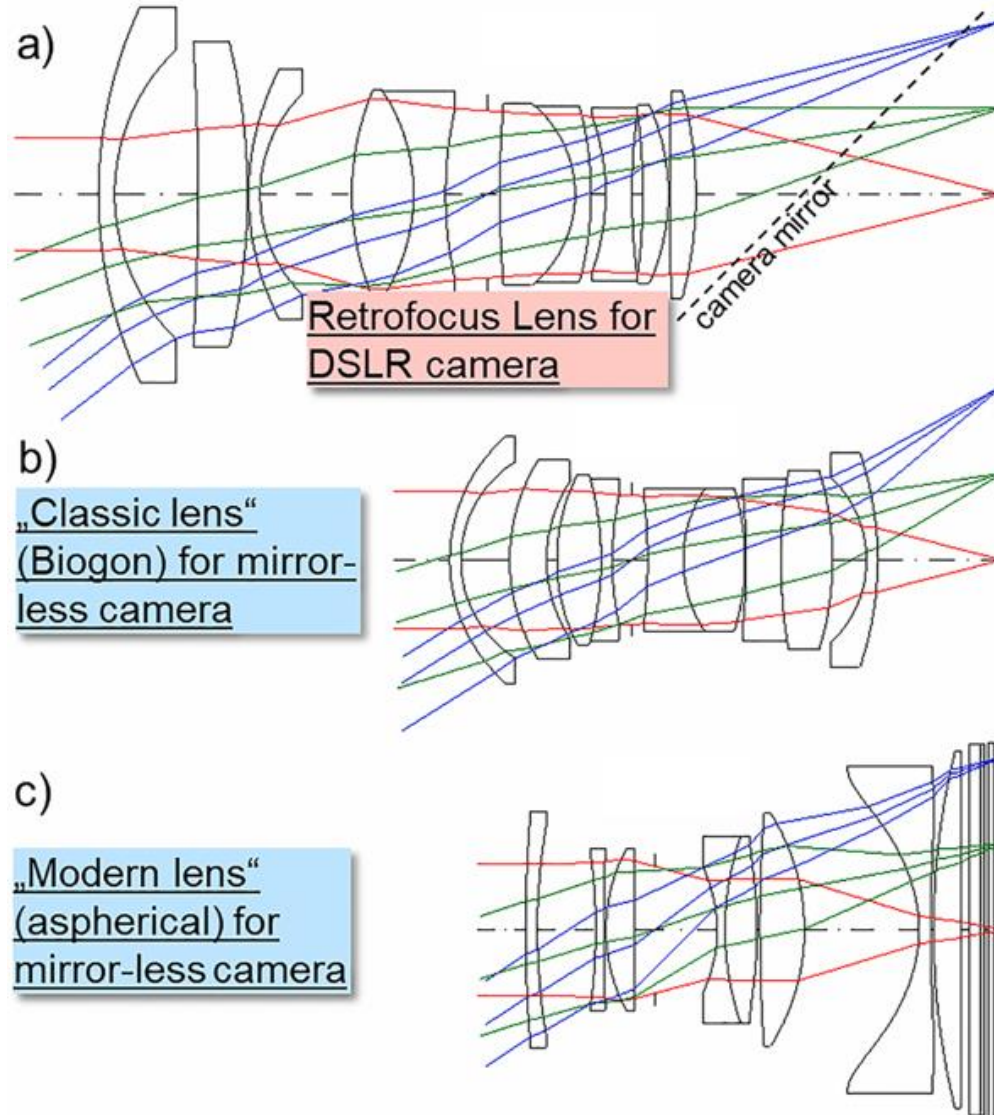 a)
camera mirror
Retrofocus Lens for
DSLR camera
b)
„Classic lens“
(Biogon) for mirror-
less camera
c)
„Modern lens“
(aspherical) for
mirror-less camera